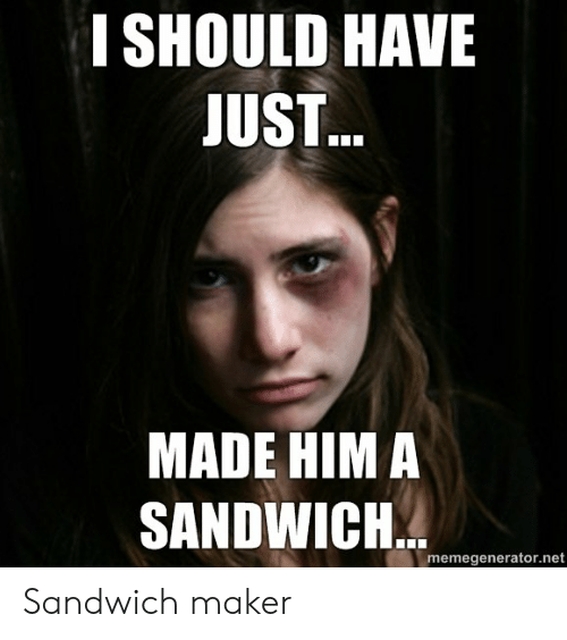 I SHOULD HAVE
JUST...
MADE HIM A
SANDWICH...
memegenerator.net
Sandwich maker